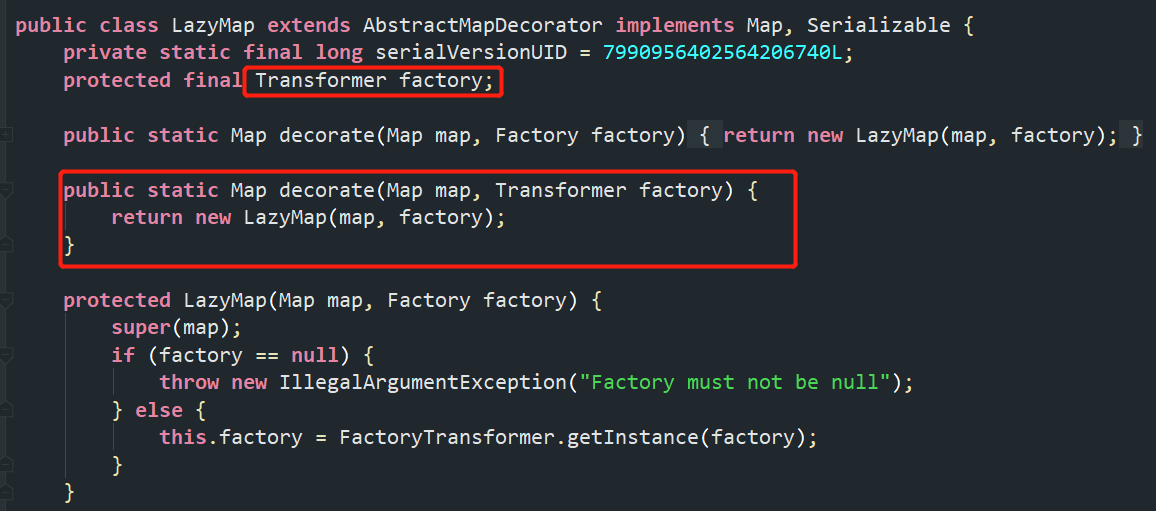 public class LazyMap extends AbstractMapDecorator implements Map, Serializable {
private static final long serialVersionUID = 7990956402564206740L;
protected final Transformer factory;
public static Map decorate(Map map, Factory factory) { return new LazyMap(map, factory); }
public static Map decorate(Map map, Transformer factory) {
return new LazyMap(map, factory);
}
protected LazyMap(Map map, Factory factory) {
super(map);
if (factory == null) {
throw new IllegalArgumentException("Factory must not be null");
} else {
this.factory = FactoryTransformer.getInstance(factory);
}
}